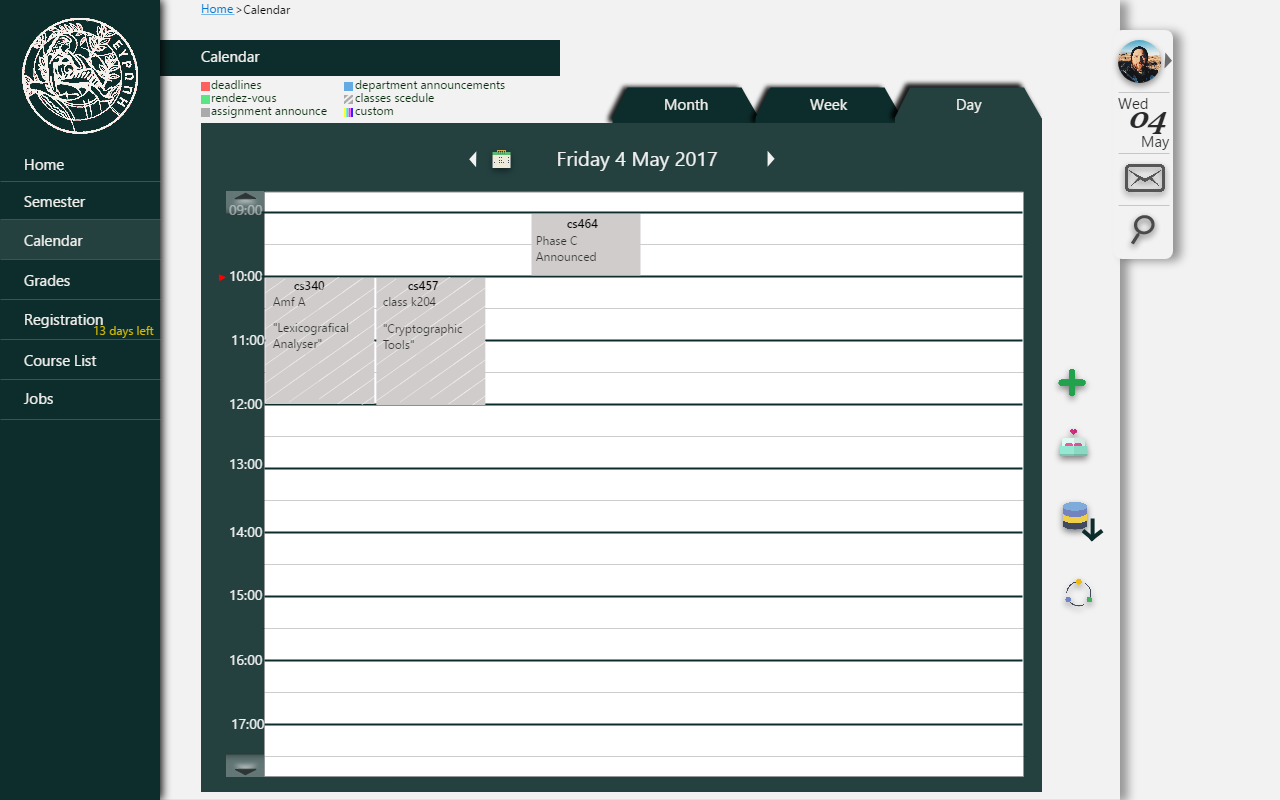 Home >Calendar
ΕΥΡΩΠΗ
Calendar
deadlines
department announcements
rendez-vous
classes scedule
assignment announce
custom
Month
Week
Day
Wed
04
May
Home
Semester
Calendar
Grades
Registration
13 days left
Course List
Jobs
Friday 4 May 2017
09:00
cs464
Phase C
Announced
10:00
cs340
Amf A
"Lexicografical
Analyser"
cs457
class k204
"Cryptographic
Tools"
11:00
12:00
13:00
14:00
15:00
16:00
17:00